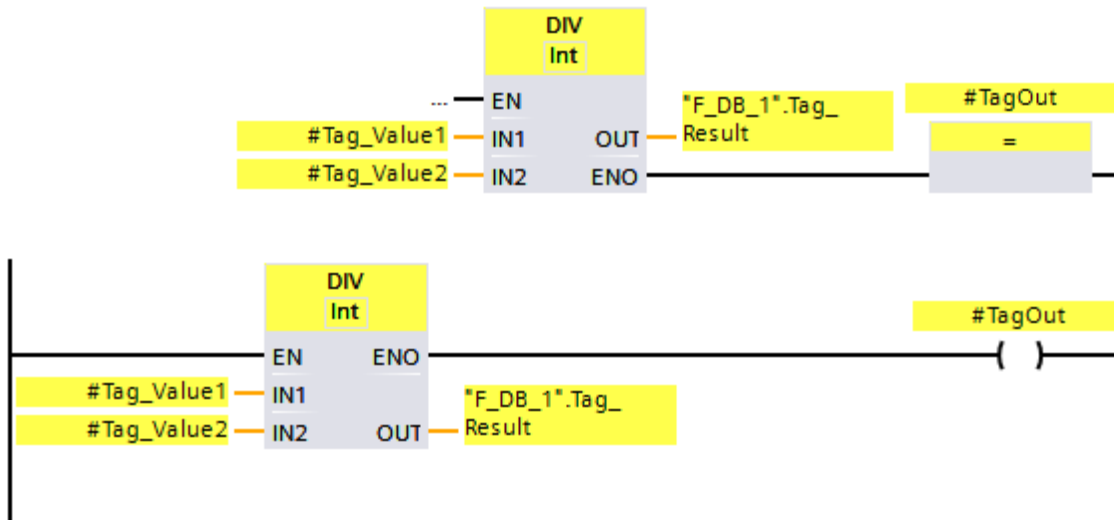 DIV
Int
... EN
#Tag_Value1 IN1 OUT "F_DB_1".Tag_
Result
#Tag_Value2 IN2 ENO
#TagOut
=
DIV
Int
#TagOut
EN ENO
#Tag_Value1 IN1
#Tag_Value2 IN2 OUT "F_DB_1".Tag_
Result